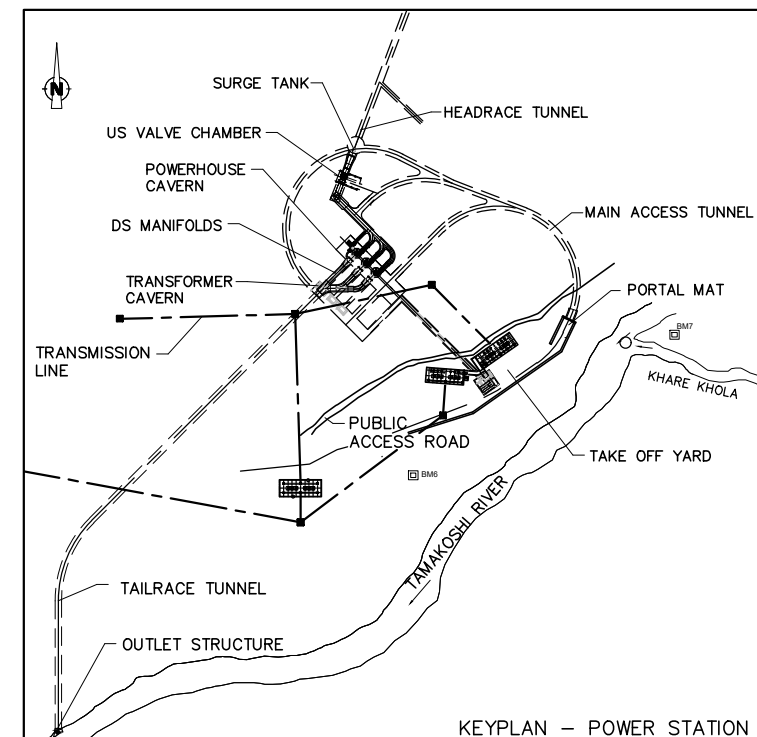 N
SURGE TANK
HEADRACE TUNNEL
US VALVE CHAMBER
POWERHOUSE
CAVERN
MAIN ACCESS TUNNEL
DS MANIFOLDS
TRANSFORMER
CAVERN
PORTAL MAT
BM7
TRANSMISSION
LINE
KHARE KHOLA
PUBLIC
ACCESS ROAD
TAKE OFF YARD
BM6
TAMAKOSHI RIVER
TAILRACE TUNNEL
OUTLET STRUCTURE
KEYPLAN – POWER STATION